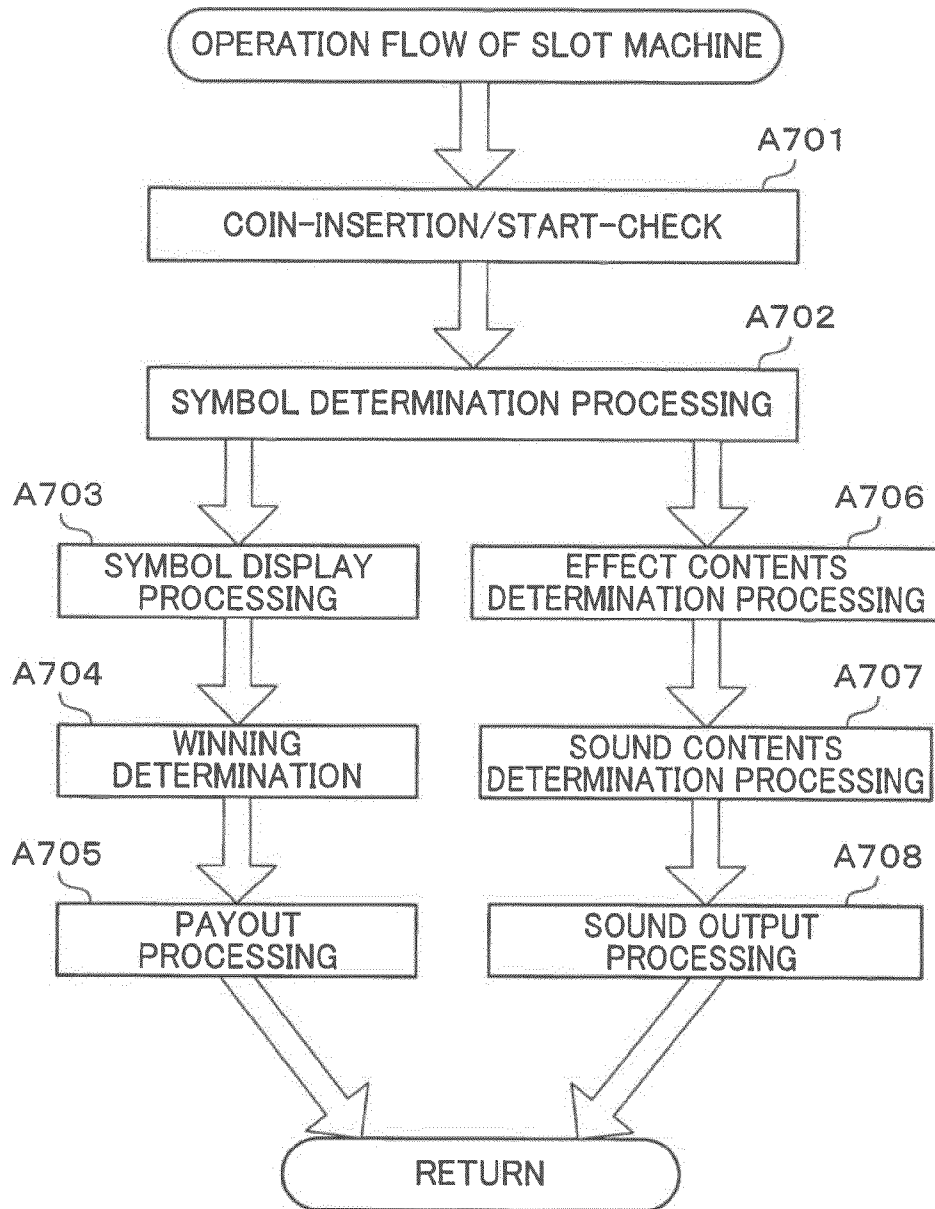 OPERATION FLOW OF SLOT MACHINE
A701
COIN-INSERTION/START-CHECK
A702
SYMBOL DETERMINATION PROCESSING
A703
SYMBOL DISPLAY
PROCESSING
A704
WINNING
DETERMINATION
A705
PAYOUT
PROCESSING
A706
EFFECT CONTENTS
DETERMINATION PROCESSING
A707
SOUND CONTENTS
DETERMINATION PROCESSING
A708
SOUND OUTPUT
PROCESSING
RETURN